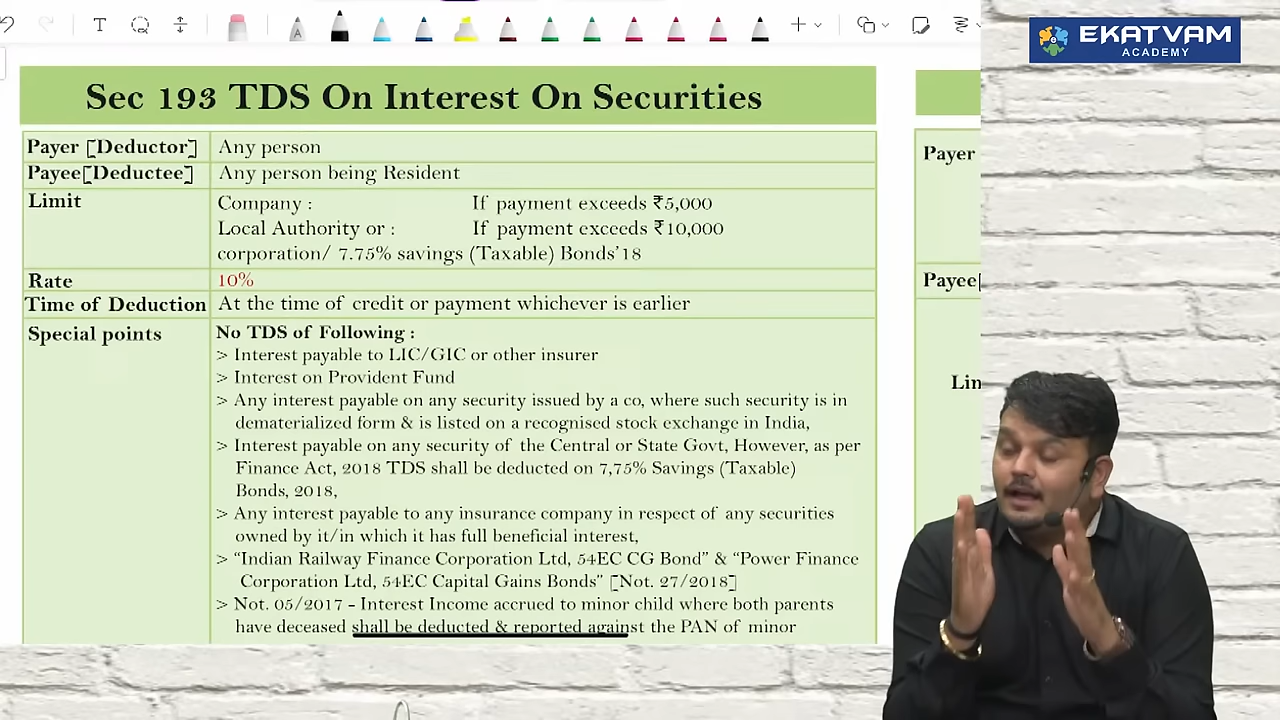 EKATVAM
ACADEMY
Sec 193 TDS On Interest On Securities
Payer [Deductor] Any person
Payee[Deductee] Any person being Resident
Limit Company : If payment exceeds ₹5,000
Local Authority or : If payment exceeds ₹10,000
corporation/ 7.75% savings (Taxable) Bonds'18
Rate 10%
Time of Deduction At the time of credit or payment whichever is earlier
Special points No TDS of Following :
> Interest payable to LIC/GIC or other insurer
> Interest on Provident Fund
> Any interest payable on any security issued by a co, where such security is in
dematerialized form & is listed on a recognised stock exchange in India,
> Interest payable on any security of the Central or State Govt, However, as per
Finance Act, 2018 TDS shall be deducted on 7,75% Savings (Taxable)
Bonds, 2018,
> Any interest payable to any insurance company in respect of any securities
owned by it/in which it has full beneficial interest,
> “Indian Railway Finance Corporation Ltd, 54EC CG Bond” & “Power Finance
Corporation Ltd, 54EC Capital Gains Bonds” [Not. 27/2018]
> Not. 05/2017 – Interest Income accrued to minor child where both parents
have deceased shall be deducted & reported against the PAN of minor
Payer
Payee[
Lin